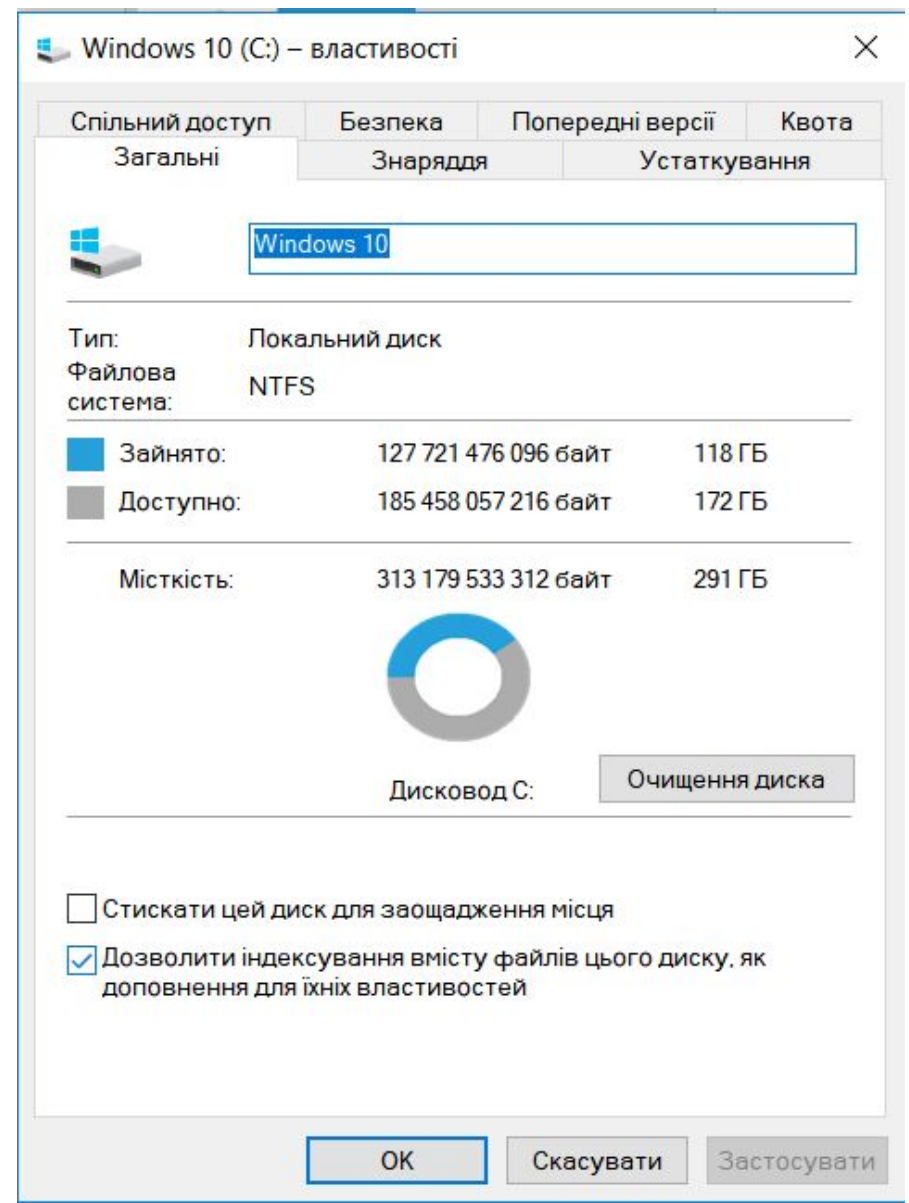 Windows 10 (C:) – властивості
Спільний доступ Безпека Попередні версії Квота
Загальні Знаряддя Устаткування
Windows 10
Тип: Локальний диск
Файлова
система: NTFS
Зайнято: 127 721 476 096 байт 118 ГБ
Доступно: 185 458 057 216 байт 172 ГБ
Місткість: 313 179 533 312 байт 291 ГБ
Дисковод C: Очищення диска
Стискати цей диск для заощадження місця
Дозволити індексування вмісту файлів цього диску, як
доповнення для їхніх властивостей
OK Скасувати Застосувати